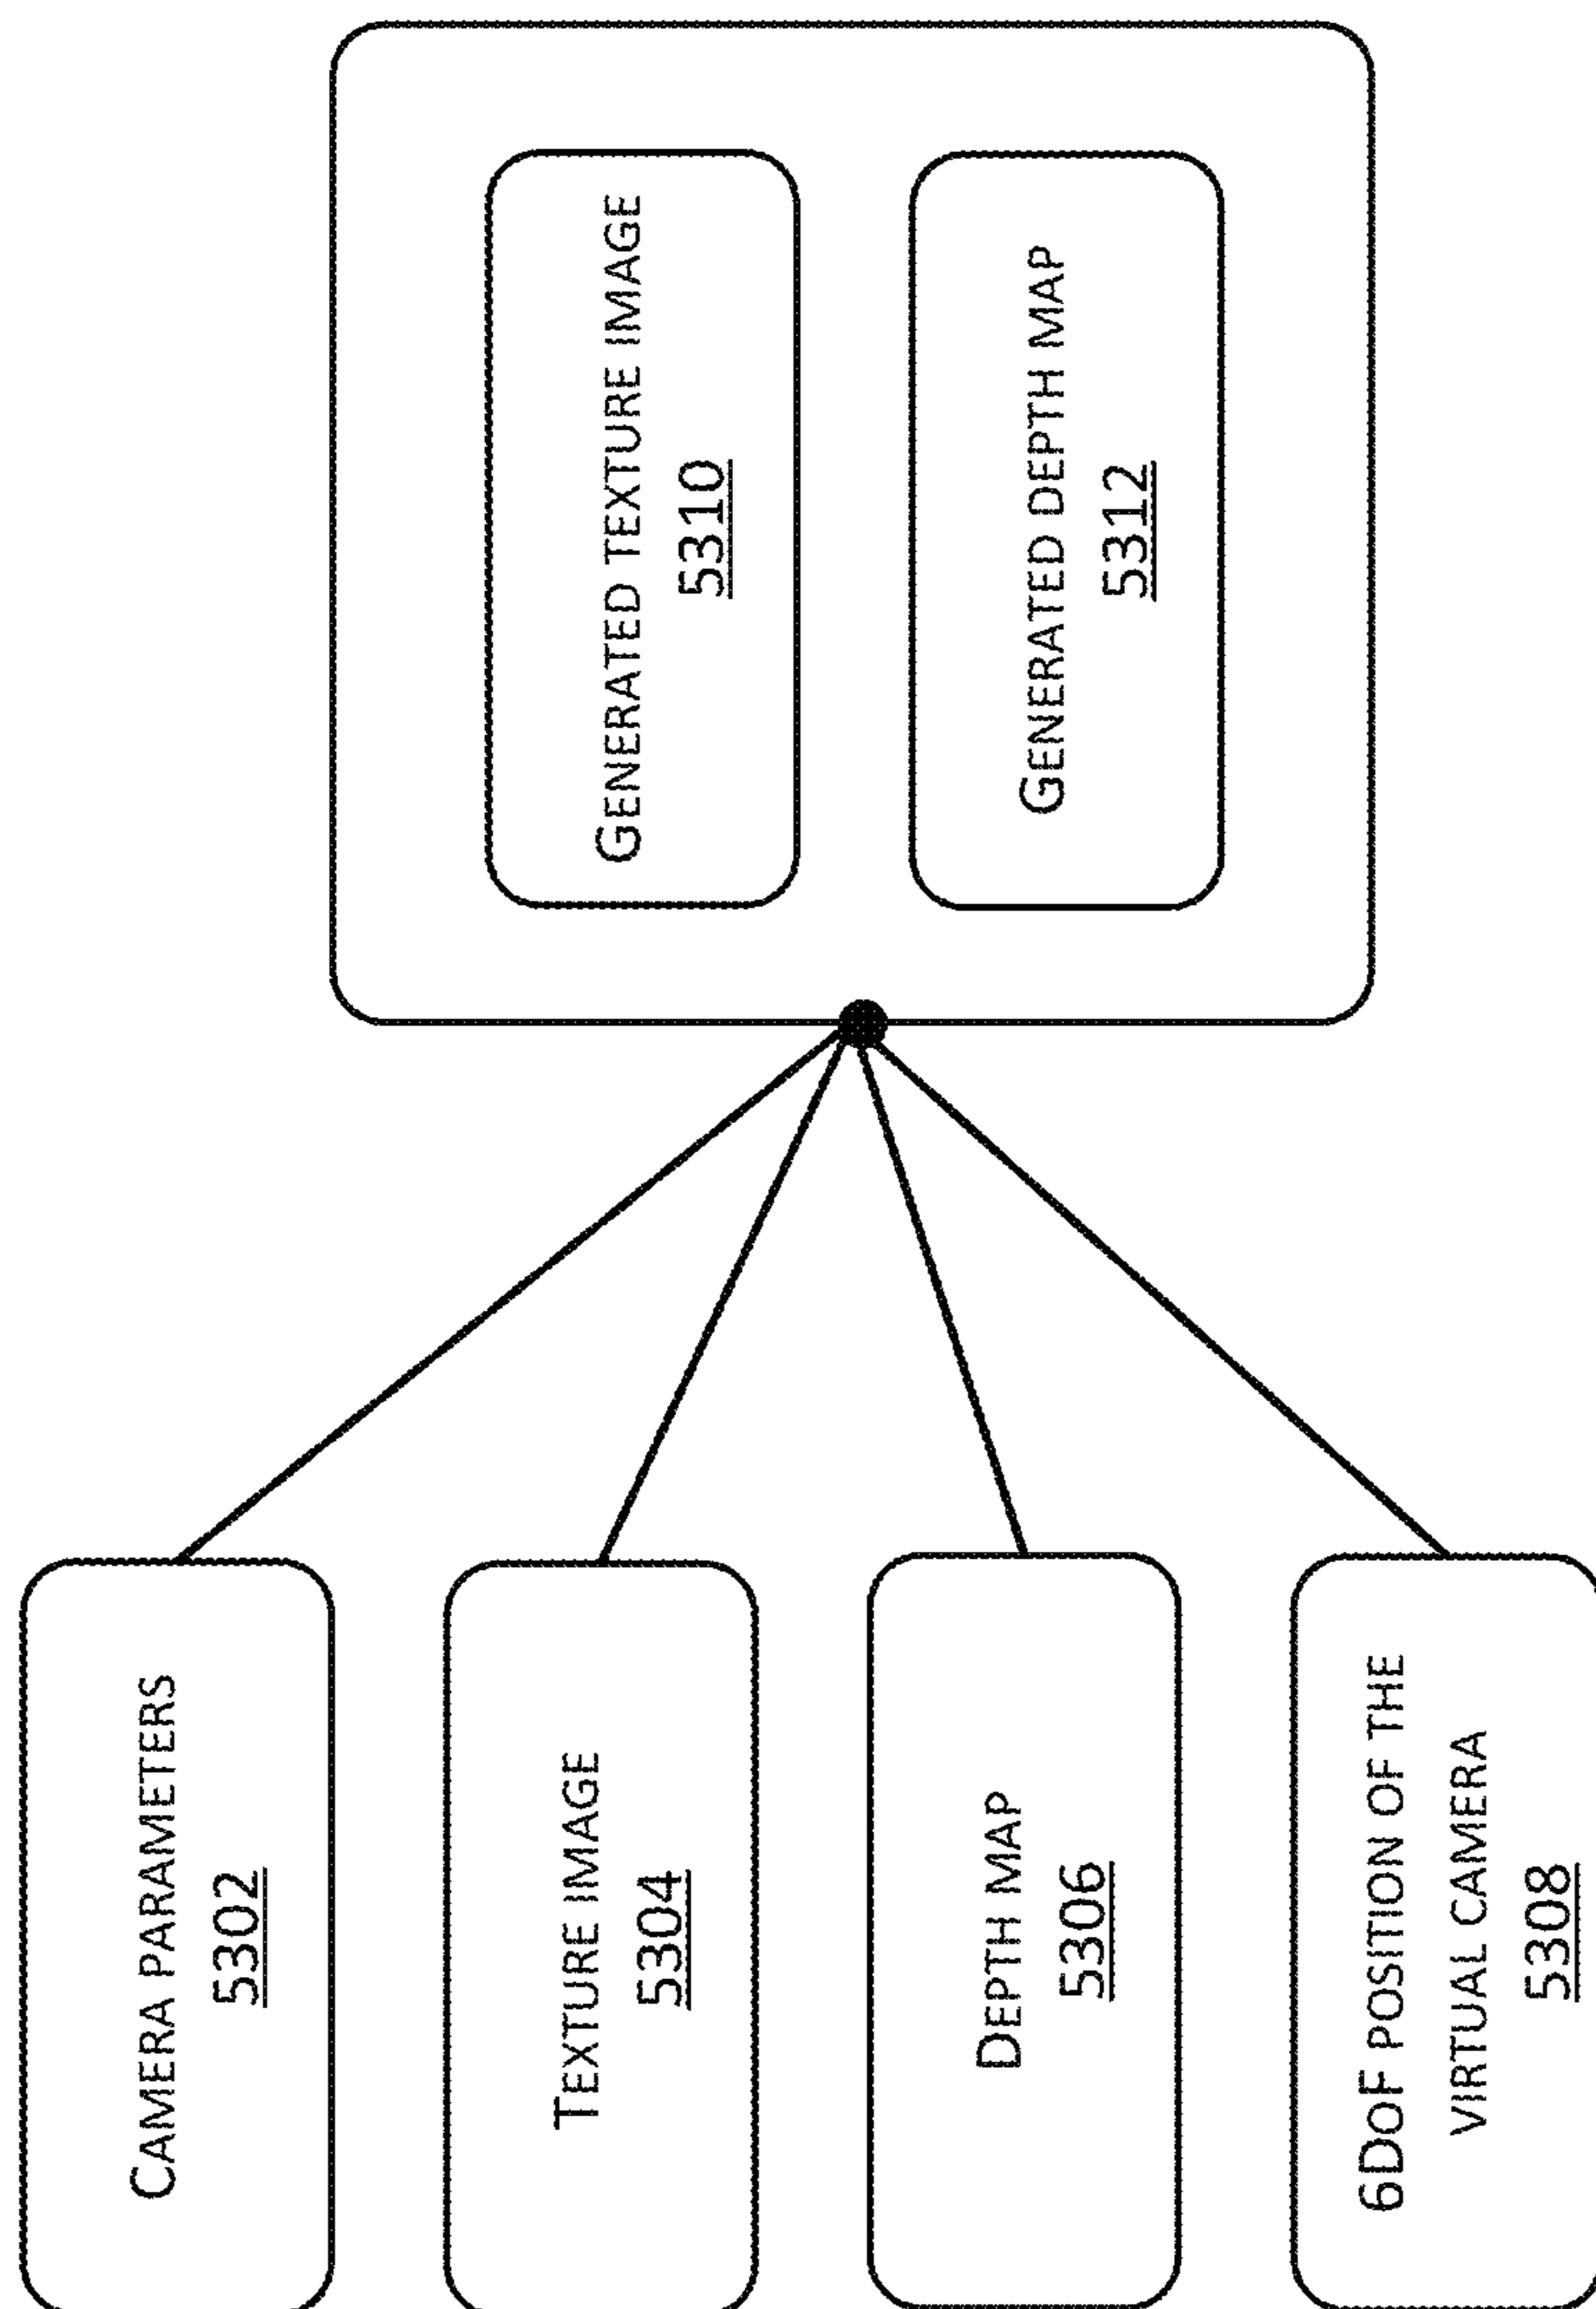 CAMERA PARAMETERS
5302
TEXTURE IMAGE
5304
DEPTH MAP
5306
6DOF POSITION OF THE
VIRTUAL CAMERA
5308
GENERATED TEXTURE IMAGE
5310
GENERATED DEPTH MAP
5312